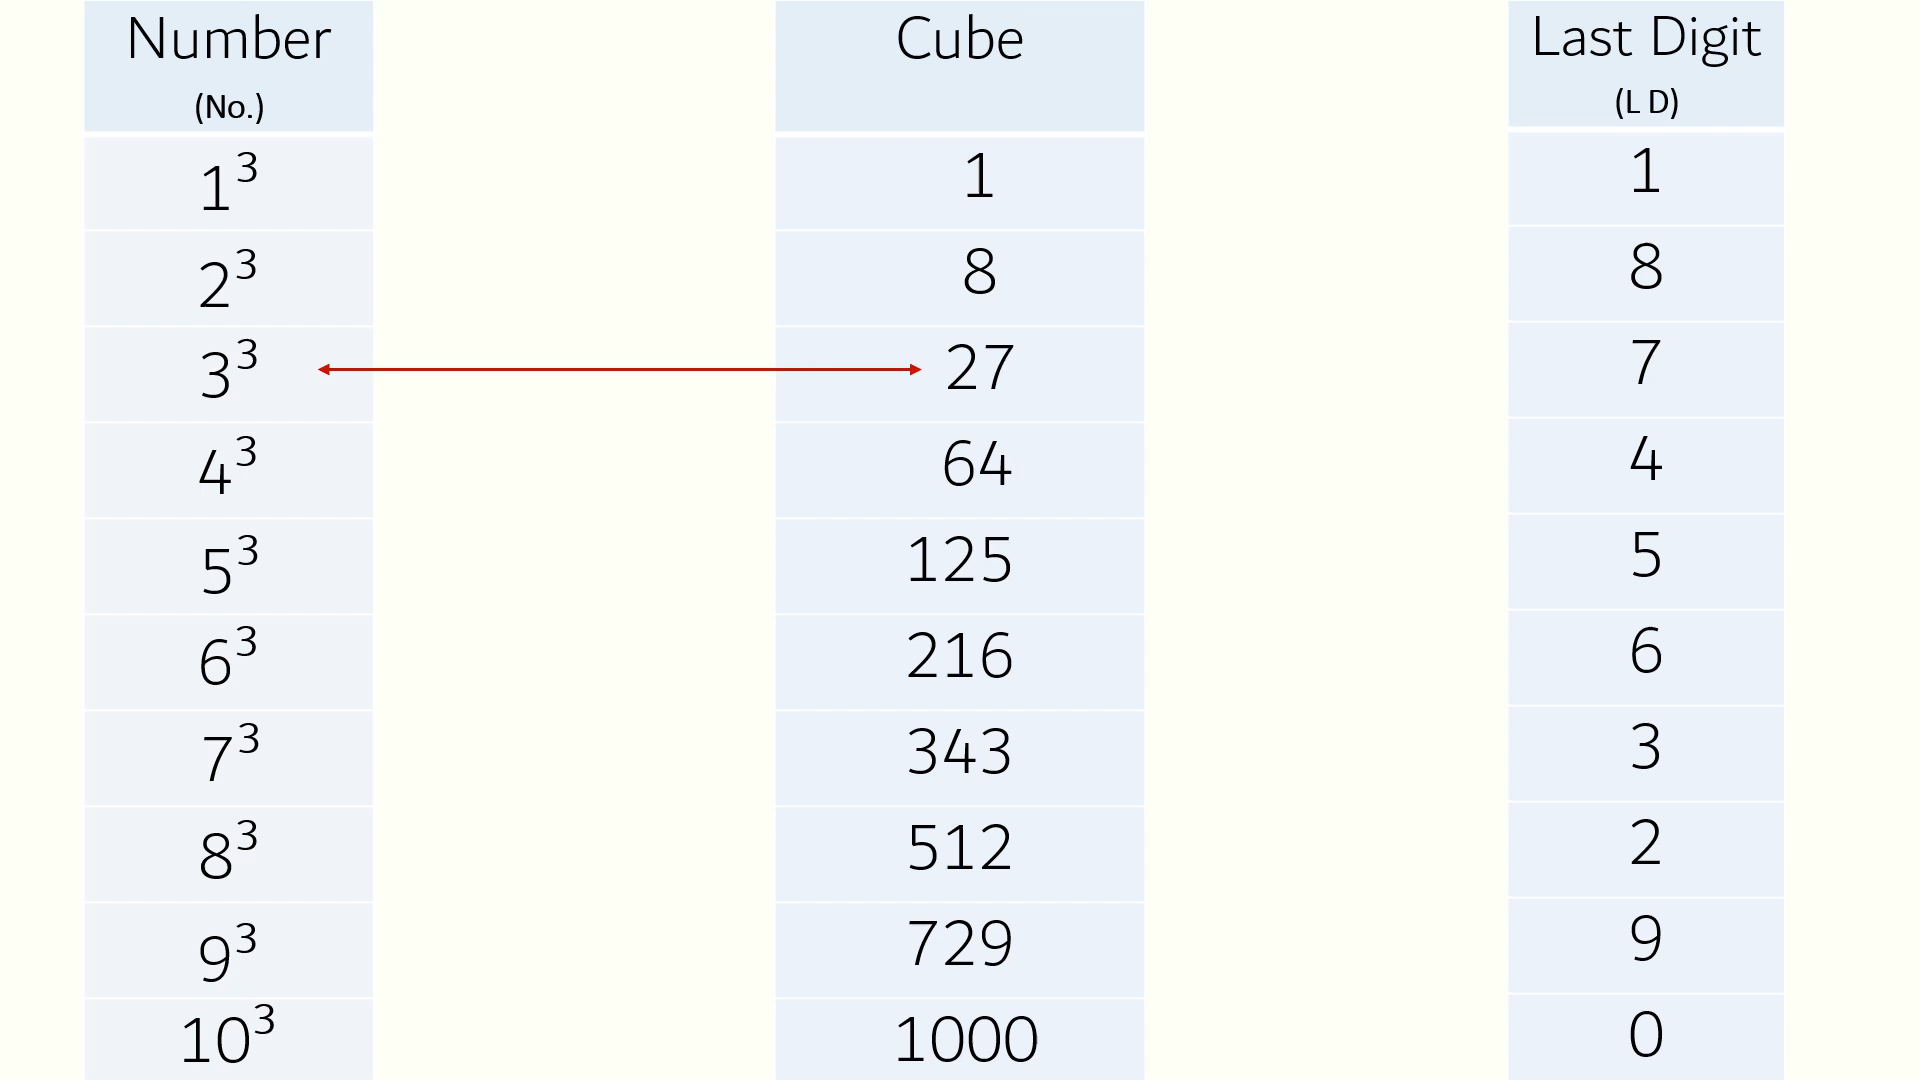 Number Cube Last Digit
(No.) (L D)
1³ 1 1
2³ 8 8
3³ 27 7
4³ 64 4
5³ 125 5
6³ 216 6
7³ 343 3
8³ 512 2
9³ 729 9
10³ 1000 0